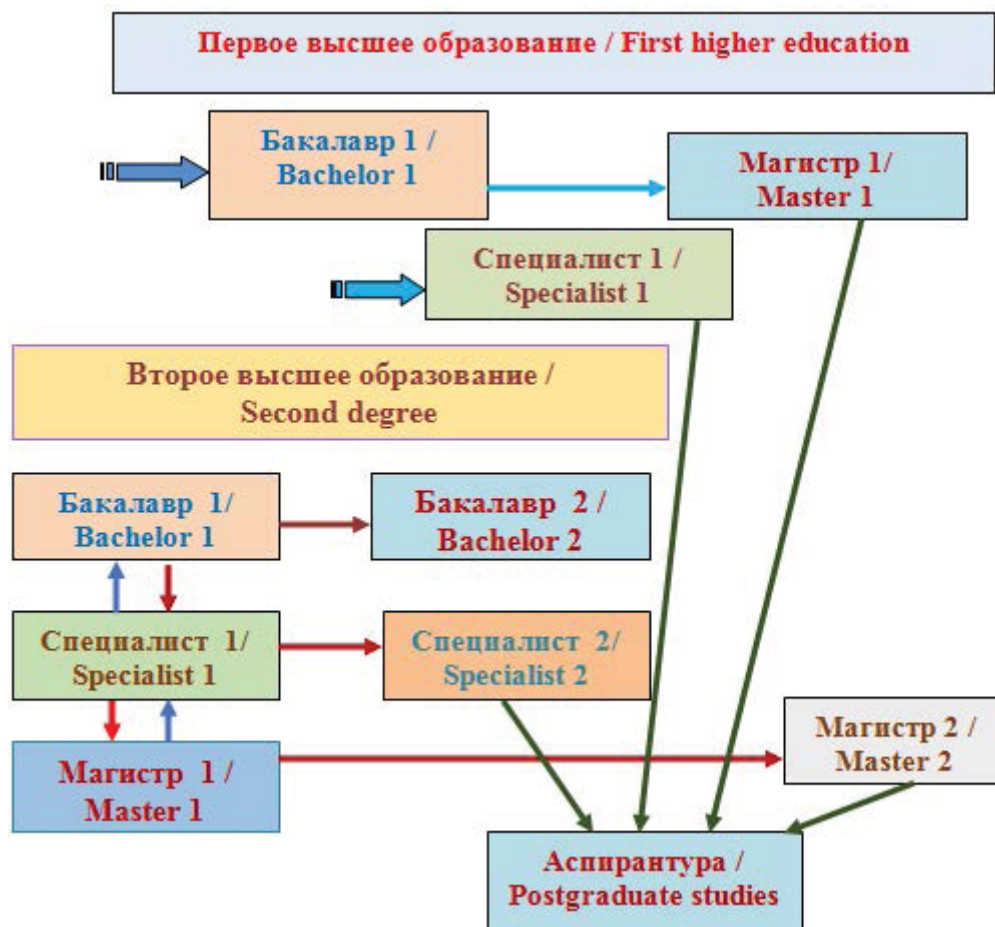 Первое высшее образование / First higher education
Бакалавр 1 /
Bachelor 1
Магистр 1/
Master 1
Специалист 1 /
Specialist 1
Второе высшее образование /
Second degree
Бакалавр 1/
Bachelor 1
Бакалавр 2 /
Bachelor 2
Специалист 1/
Specialist 1
Специалист 2/
Specialist 2
Магистр 2 /
Master 2
Магистр 1 /
Master 1
Аспирантура /
Postgraduate studies